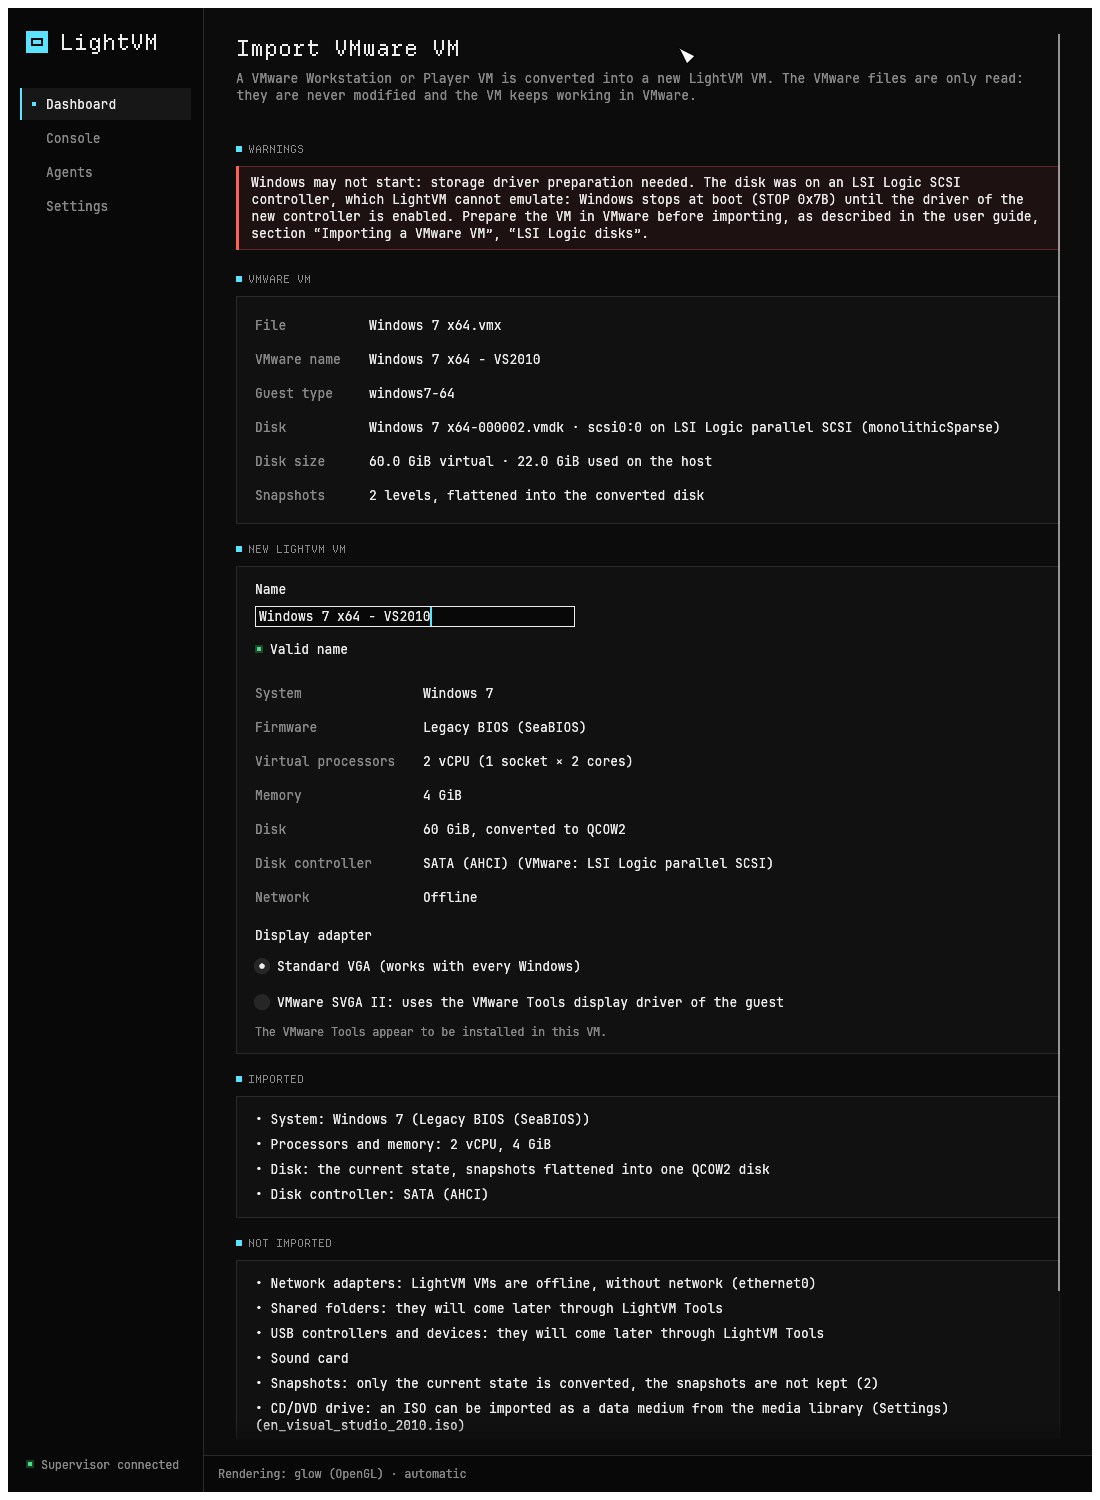 LightVM
Dashboard
Console
Agents
Settings
Supervisor connected
Import VMware VM
A VMware Workstation or Player VM is converted into a new LightVM VM. The VMware files are only read:
they are never modified and the VM keeps working in VMware.
WARNINGS
Windows may not start: storage driver preparation needed. The disk was on an LSI Logic SCSI
controller, which LightVM cannot emulate: Windows stops at boot (STOP 0x7B) until the driver of the
new controller is enabled. Prepare the VM in VMware before importing, as described in the user guide,
section “Importing a VMware VM”, “LSI Logic disks”.
VMWARE VM
File Windows 7 x64.vmx
VMware name Windows 7 x64 - VS2010
Guest type windows7-64
Disk Windows 7 x64-000002.vmdk · scsi0:0 on LSI Logic parallel SCSI (monolithicSparse)
Disk size 60.0 GiB virtual · 22.0 GiB used on the host
Snapshots 2 levels, flattened into the converted disk
NEW LIGHTVM VM
Name
Windows 7 x64 - VS2010
Valid name
System Windows 7
Firmware Legacy BIOS (SeaBIOS)
Virtual processors 2 vCPU (1 socket × 2 cores)
Memory 4 GiB
Disk 60 GiB, converted to QCOW2
Disk controller SATA (AHCI) (VMware: LSI Logic parallel SCSI)
Network Offline
Display adapter
Standard VGA (works with every Windows)
VMware SVGA II: uses the VMware Tools display driver of the guest
The VMware Tools appear to be installed in this VM.
IMPORTED
• System: Windows 7 (Legacy BIOS (SeaBIOS))
• Processors and memory: 2 vCPU, 4 GiB
• Disk: the current state, snapshots flattened into one QCOW2 disk
• Disk controller: SATA (AHCI)
NOT IMPORTED
• Network adapters: LightVM VMs are offline, without network (ethernet0)
• Shared folders: they will come later through LightVM Tools
• USB controllers and devices: they will come later through LightVM Tools
• Sound card
• Snapshots: only the current state is converted, the snapshots are not kept (2)
• CD/DVD drive: an ISO can be imported as a data medium from the media library (Settings)
(en_visual_studio_2010.iso)
Rendering: glow (OpenGL) · automatic